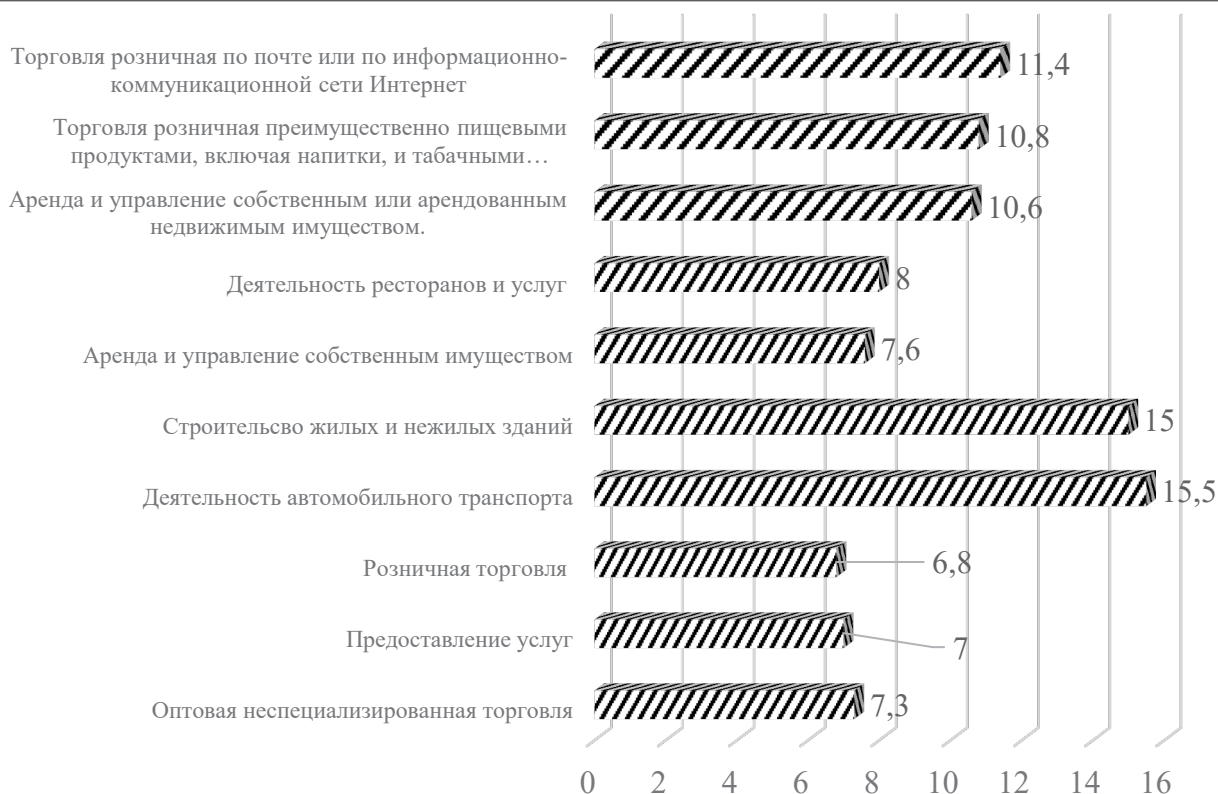 Торговля розничная по почте или по информационно-
коммуникационной сети Интернет
11,4
Торговля розничная преимущественно пищевыми
продуктами, включая напитки, и табачными…
10,8
Аренда и управление собственным или арендованным
недвижимым имуществом.
10,6
Деятельность ресторанов и услуг
8
Аренда и управление собственным имуществом
7,6
Строительсво жилых и нежилых зданий
15
Деятельность автомобильного транспорта
15,5
Розничная торговля
6,8
Предоставление услуг
7
Оптовая неспециализированная торговля
7,3
0 2 4 6 8 10 12 14 16